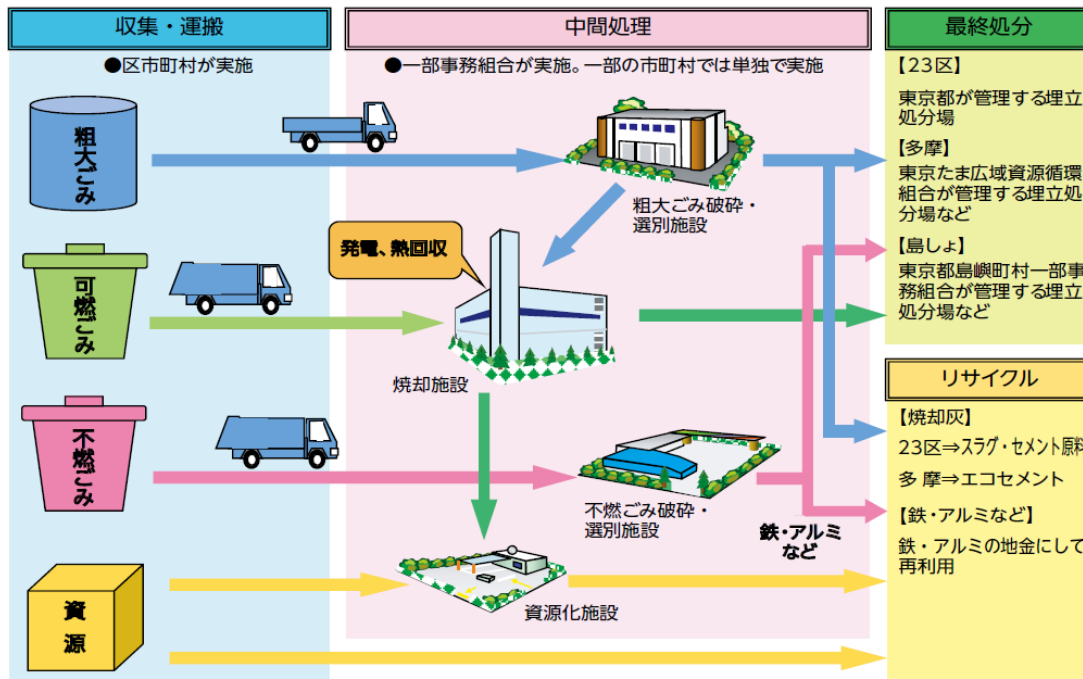 収集・運搬
●区市町村が実施
粗大ごみ
可燃ごみ
不燃ごみ
資
源
中間処理
●一部事務組合が実施。一部の市町村では単独で実施
粗大ごみ破砕・
選別施設
発電、熱回収
焼却施設
不燃ごみ破砕・
選別施設
鉄・アルミ
など
資源化施設
最終処分
【23区】
東京都が管理する埋立
処分場
【多摩】
東京たま広域資源循環
組合が管理する埋立処
分場など
【島しょ】
東京都島嶼町村一部事
務組合が管理する埋立
処分場など
リサイクル
【焼却灰】
23区⇒スラグ・セメント原料
多 摩⇒エコセメント
【鉄・アルミなど】
鉄・アルミの地金にして
再利用